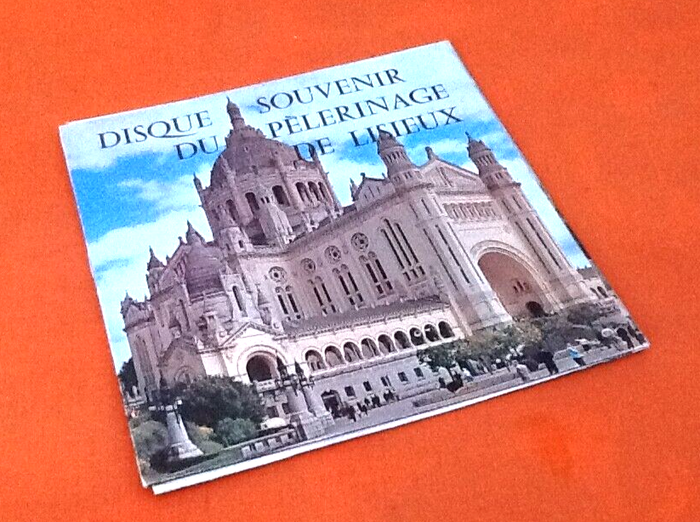 DISQUE SOUVENIR
DU PÈLERINAGE
DE LISIEUX